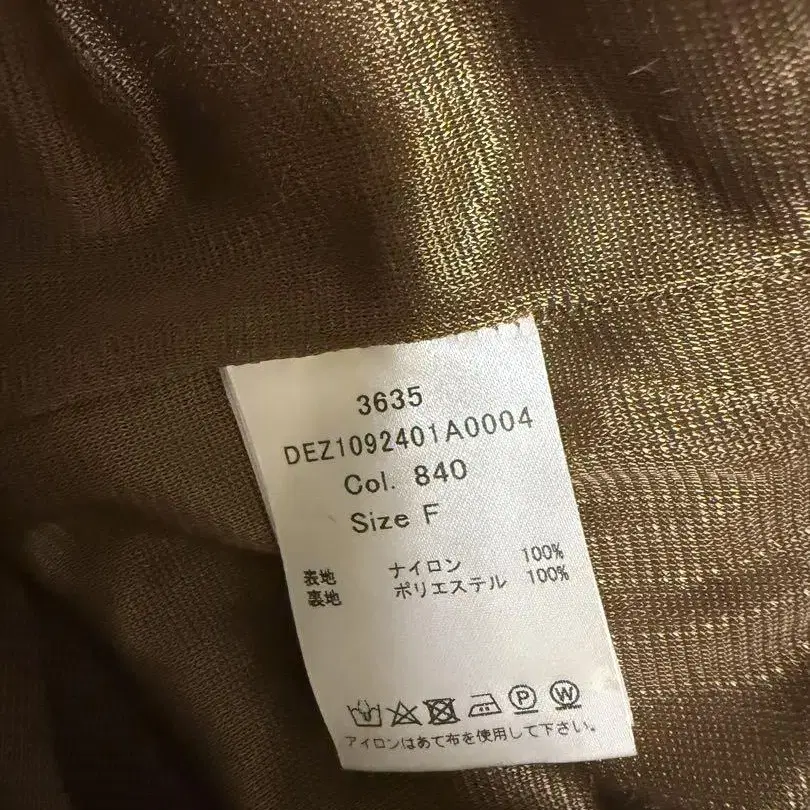 3635
DEZ1092401A0004
Col. 840
Size F
表地 ナイロン 100%
裏地 ポリエステル 100%
P W
アイロンはあて布を使用して下さい。